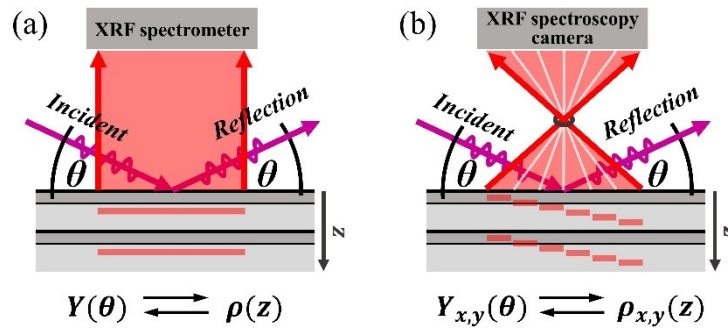 (a)
XRF spectrometer
Incident
Reflection
θ
θ
z
Y(θ) ⇄ ρ(z)
(b)
XRF spectroscopy
camera
Incident
Reflection
θ
θ
z
Yx,y(θ) ⇄ ρx,y(z)